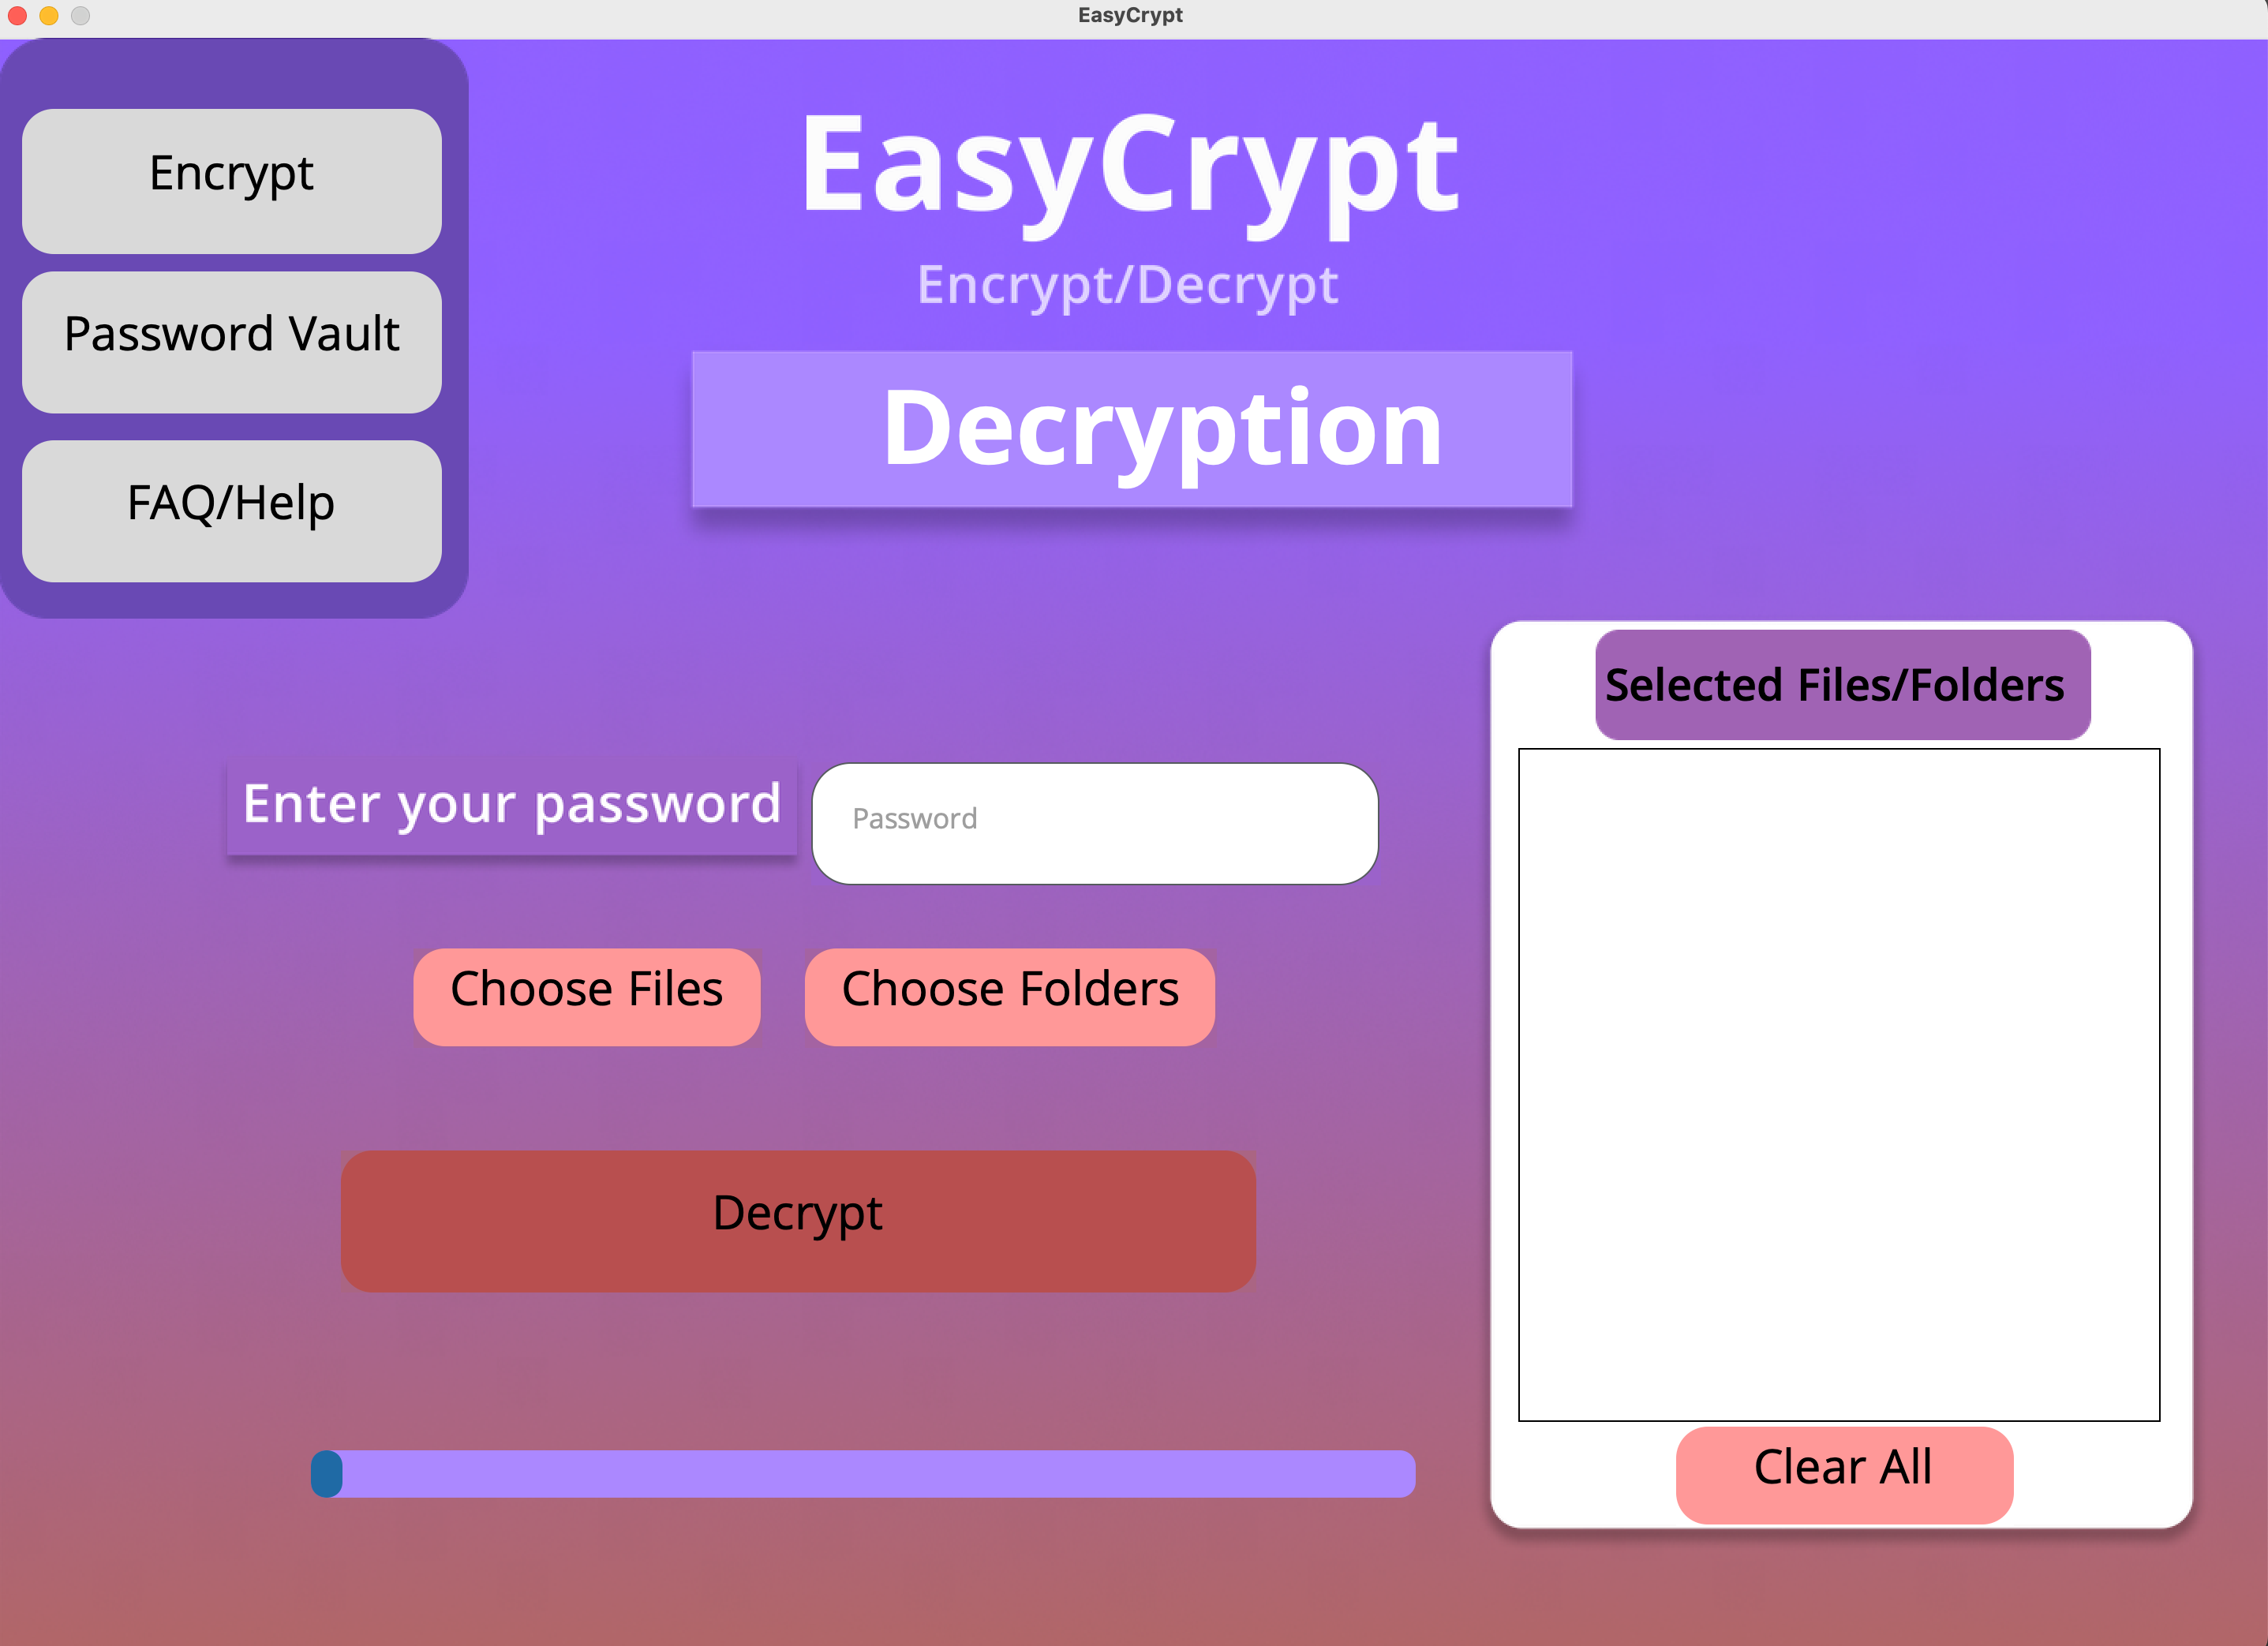 EasyCrypt
Encrypt
Password Vault
FAQ/Help
EasyCrypt
Encrypt/Decrypt
Decryption
Enter your password
Password
Choose Files
Choose Folders
Decrypt
Selected Files/Folders
Clear All